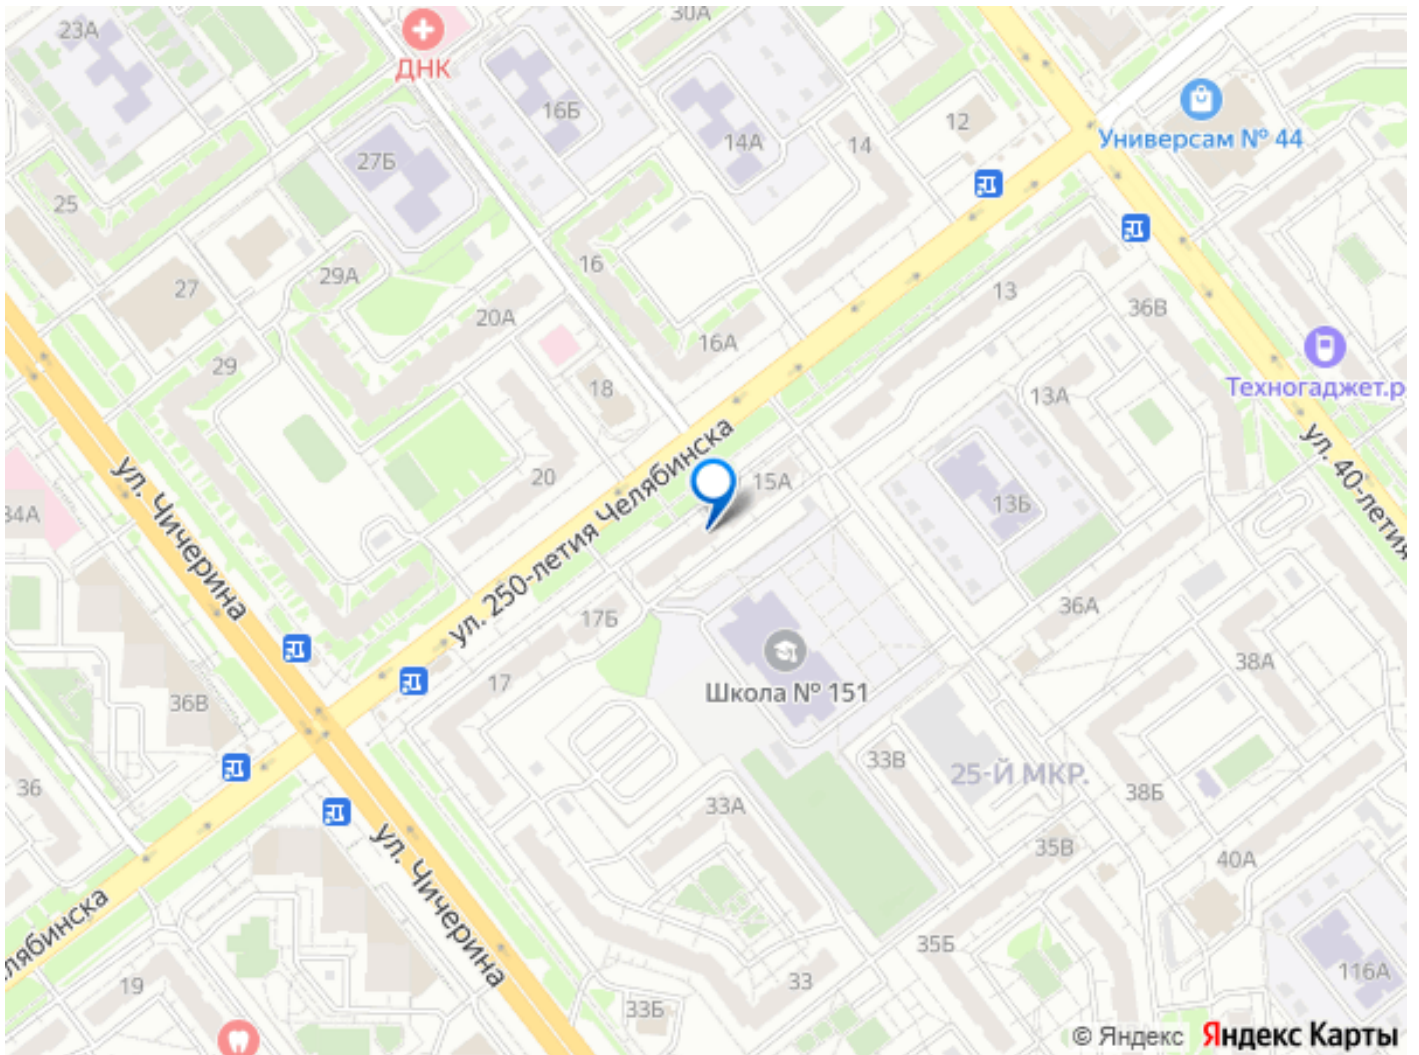 23А
30А
ДНК
16Б
14А
14
12
Универсам № 44
27Б
25
29А
27
16
20А
16А
13
36В
29
18
13А
Техногаджет.р
ул. 40-летия
ул. Чичерина
20
15А
13Б
34А
ул. 250-летия Челябинска
17Б
36А
17
Школа № 151
38А
36В
33В
25-Й МКР.
36
33А
38Б
35В
40А
ул. Чичерина
лябинска
35Б
19
33
116А
33Б
© Яндекс Яндекс Карты